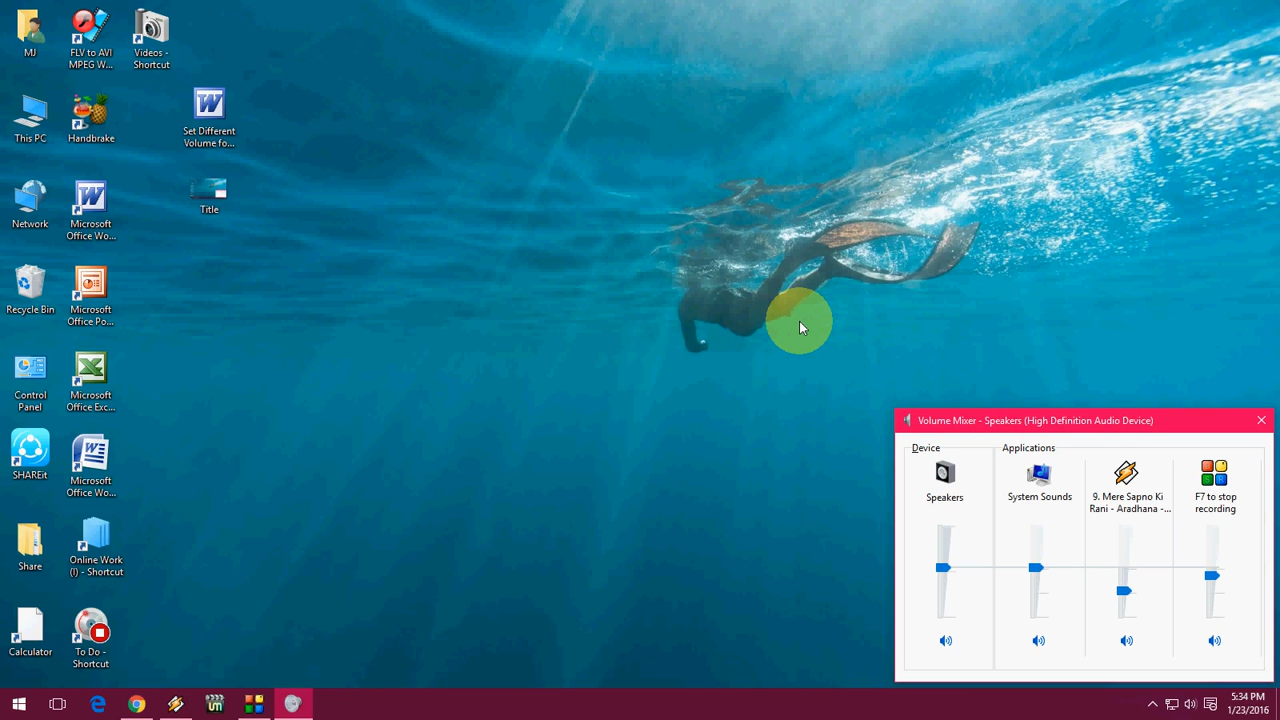 MJ
FLV to AVI
MPEG W...
Videos -
Shortcut
This PC
Handbrake
Set Different
Volume fo...
Network
Microsoft
Office Wo...
Title
Recycle Bin
Microsoft
Office Po...
Control
Panel
Microsoft
Office Exc...
SHAREit
Microsoft
Office Wo...
Share
Online Work
(I) - Shortcut
Calculator
To Do -
Shortcut
Volume Mixer - Speakers (High Definition Audio Device)
Device
Applications
Speakers
System Sounds
9. Mere Sapno Ki
Rani - Aradhana -...
F7 to stop
recording
5:34 PM
1/23/2016